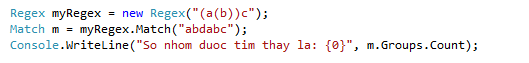 Regex myRegex = new Regex("(a(b))c");
Match m = myRegex.Match("abdabc");
Console.WriteLine("So nhom duoc tim thay la: {0}", m.Groups.Count);